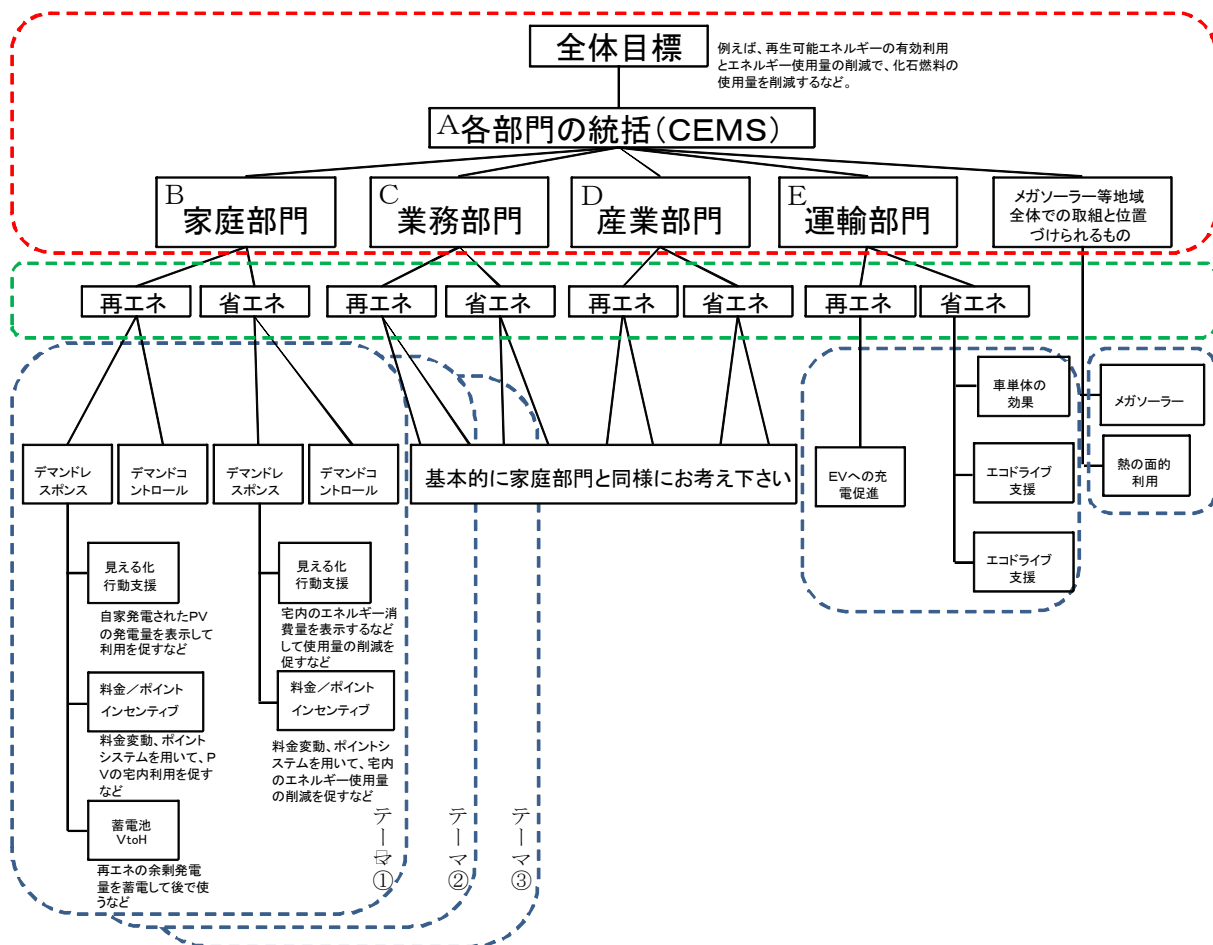 全体目標
例えば、再生可能エネルギーの有効利用
とエネルギー使用量の削減で、化石燃料の
使用量を削減するなど。
A各部門の統括(CEMS)
B
家庭部門
C
業務部門
D
産業部門
E
運輸部門
メガソーラー等地域
全体での取組と位置
づけられるもの
再エネ
省エネ
再エネ
省エネ
再エネ
省エネ
再エネ
省エネ
車単体の
効果
メガソーラー
デマンドレ
スポンス
デマンドコ
ントロール
デマンドレ
スポンス
デマンドコ
ントロール
基本的に家庭部門と同様にお考え下さい
EVへの充
電促進
エコドライブ
支援
熱の面的
利用
エコドライブ
支援
見える化
行動支援
自家発電されたPV
の発電量を表示して
利用を促すなど
見える化
行動支援
宅内のエネルギー消
費量を表示するなど
して使用量の削減を
促すなど
料金/ポイント
インセンティブ
料金変動、ポイント
システムを用いて、P
Vの宅内利用を促す
など
料金/ポイント
インセンティブ
料金変動、ポイントシ
ステムを用いて、宅内
のエネルギー使用量
の削減を促すなど
蓄電池
VtoH
再エネの余剰発電
量を蓄電して後で使
うなど
テーマ①
テーマ②
テーマ③